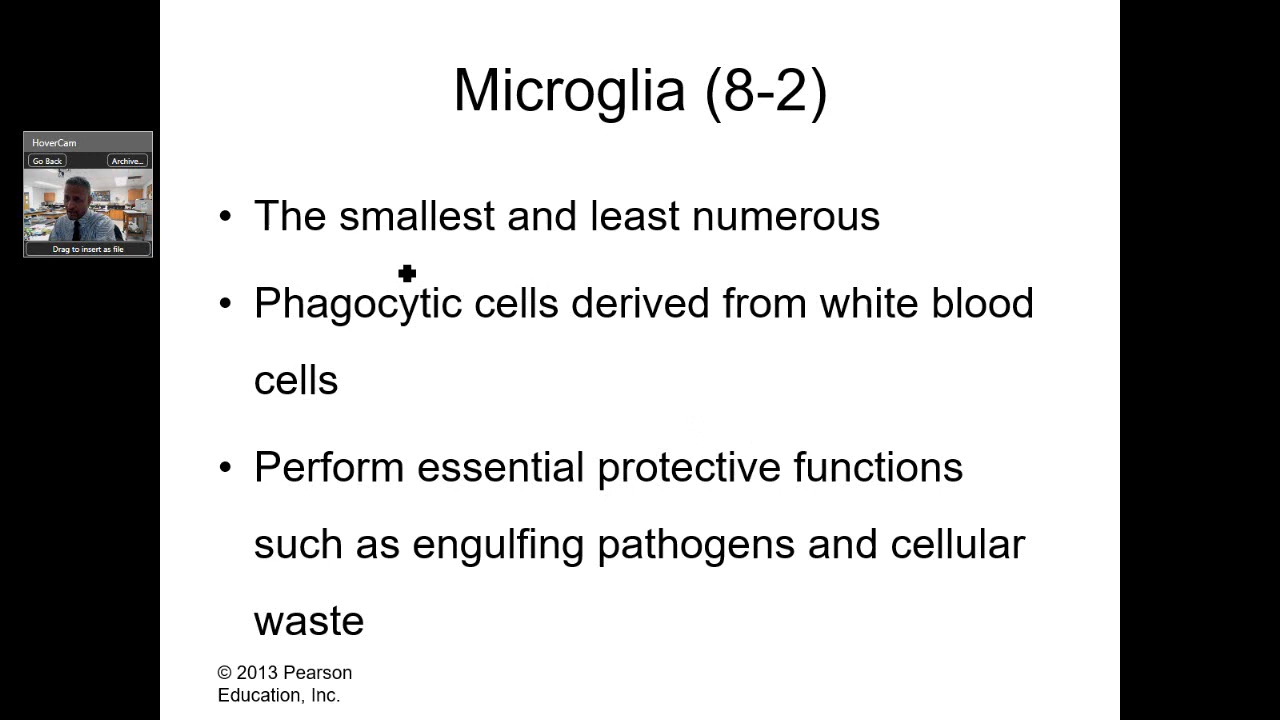 Microglia (8-2)
HoverCam
Go Back
Archive...
Drag to insert as file
• The smallest and least numerous
• Phagocytic cells derived from white blood
cells
• Perform essential protective functions
such as engulfing pathogens and cellular
waste
© 2013 Pearson
Education, Inc.